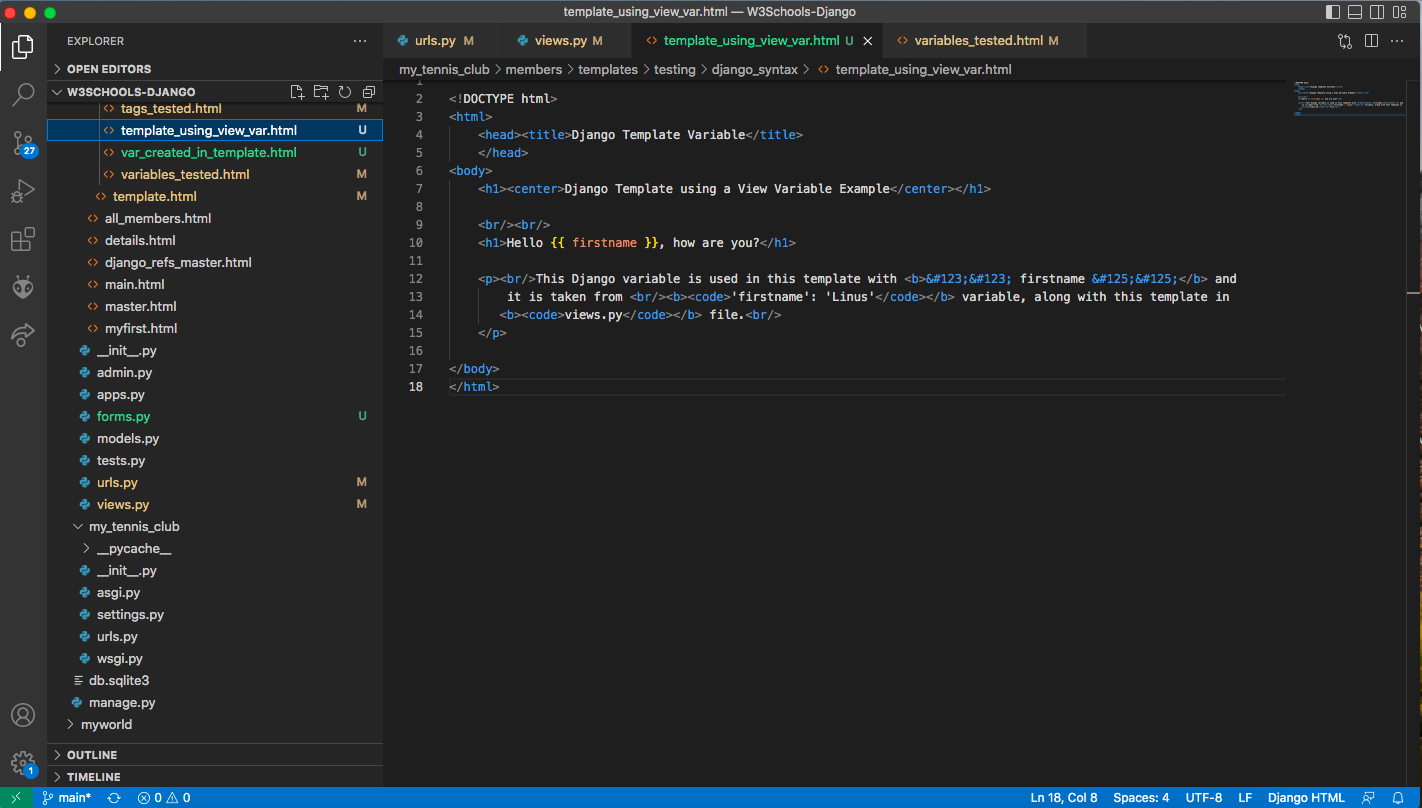 template_using_view_var.html — W3Schools-Django
EXPLORER
OPEN EDITORS
W3SCHOOLS-DJANGO
tags_tested.html M
template_using_view_var.html U
var_created_in_template.html U
variables_tested.html M
template.html M
all_members.html
details.html
django_refs_master.html
main.html
master.html
myfirst.html
__init__.py
admin.py
apps.py
forms.py U
models.py
tests.py
urls.py M
views.py M
my_tennis_club
__pycache__
__init__.py
asgi.py
settings.py
urls.py
wsgi.py
db.sqlite3
manage.py
myworld
OUTLINE
TIMELINE
27
1
urls.py M views.py M template_using_view_var.html U variables_tested.html M
my_tennis_club > members > templates > testing > django_syntax > template_using_view_var.html
1
2 <!DOCTYPE html>
3 <html>
4 <head><title>Django Template Variable</title>
5 </head>
6 <body>
7 <h1><center>Django Template using a View Variable Example</center></h1>
8
9 <br/><br/>
10 <h1>Hello {{ firstname }}, how are you?</h1>
11
12 <p><br/>This Django variable is used in this template with <b>&#123;&#123; firstname &#125;&#125;</b> and
13 it is taken from <br/><b><code>'firstname': 'Linus'</code></b> variable, along with this template in
14 <b><code>views.py</code></b> file.<br/>
15 </p>
16
17 </body>
18 </html>
main* 0 0 Ln 18, Col 8 Spaces: 4 UTF-8 LF Django HTML